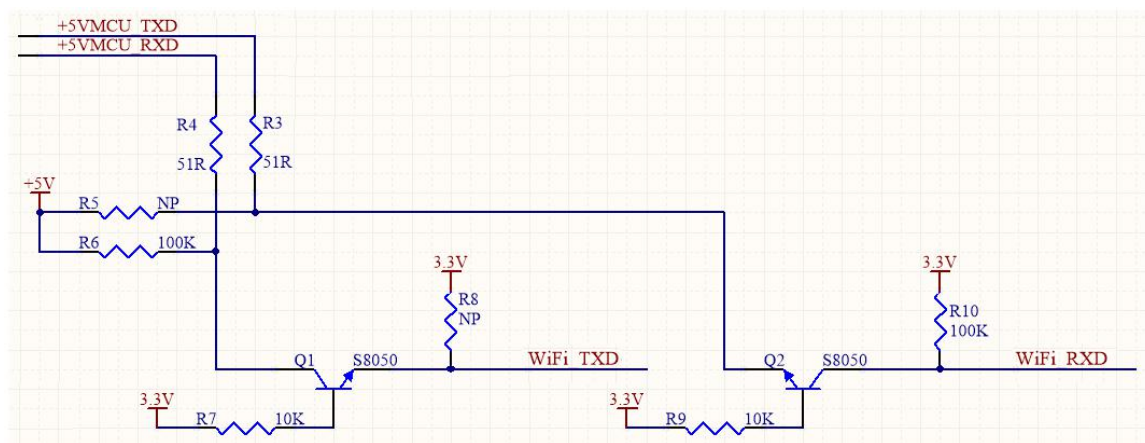 +5VMCU_TXD
+5VMCU_RXD
R4
R3
51R
51R
+5V
R5
NP
R6
100K
3.3V
R8
NP
3.3V
R10
100K
Q1
S8050
WiFi_TXD
Q2
S8050
WiFi_RXD
3.3V
R7
10K
3.3V
R9
10K